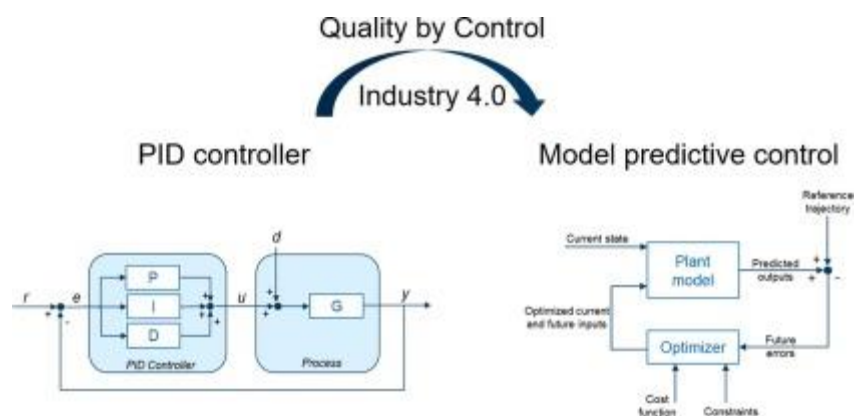 Quality by Control
Industry 4.0
PID controller
Model predictive control
d
P
I
D
r
e
u
G
y
+
-
+
+
+
+
+
PID Controller
Process
Reference
trajectory
Current state
Plant
model
Predicted
outputs
+
+
-
Optimized current
and future inputs
Optimizer
Future
errors
Cost
function
Constraints